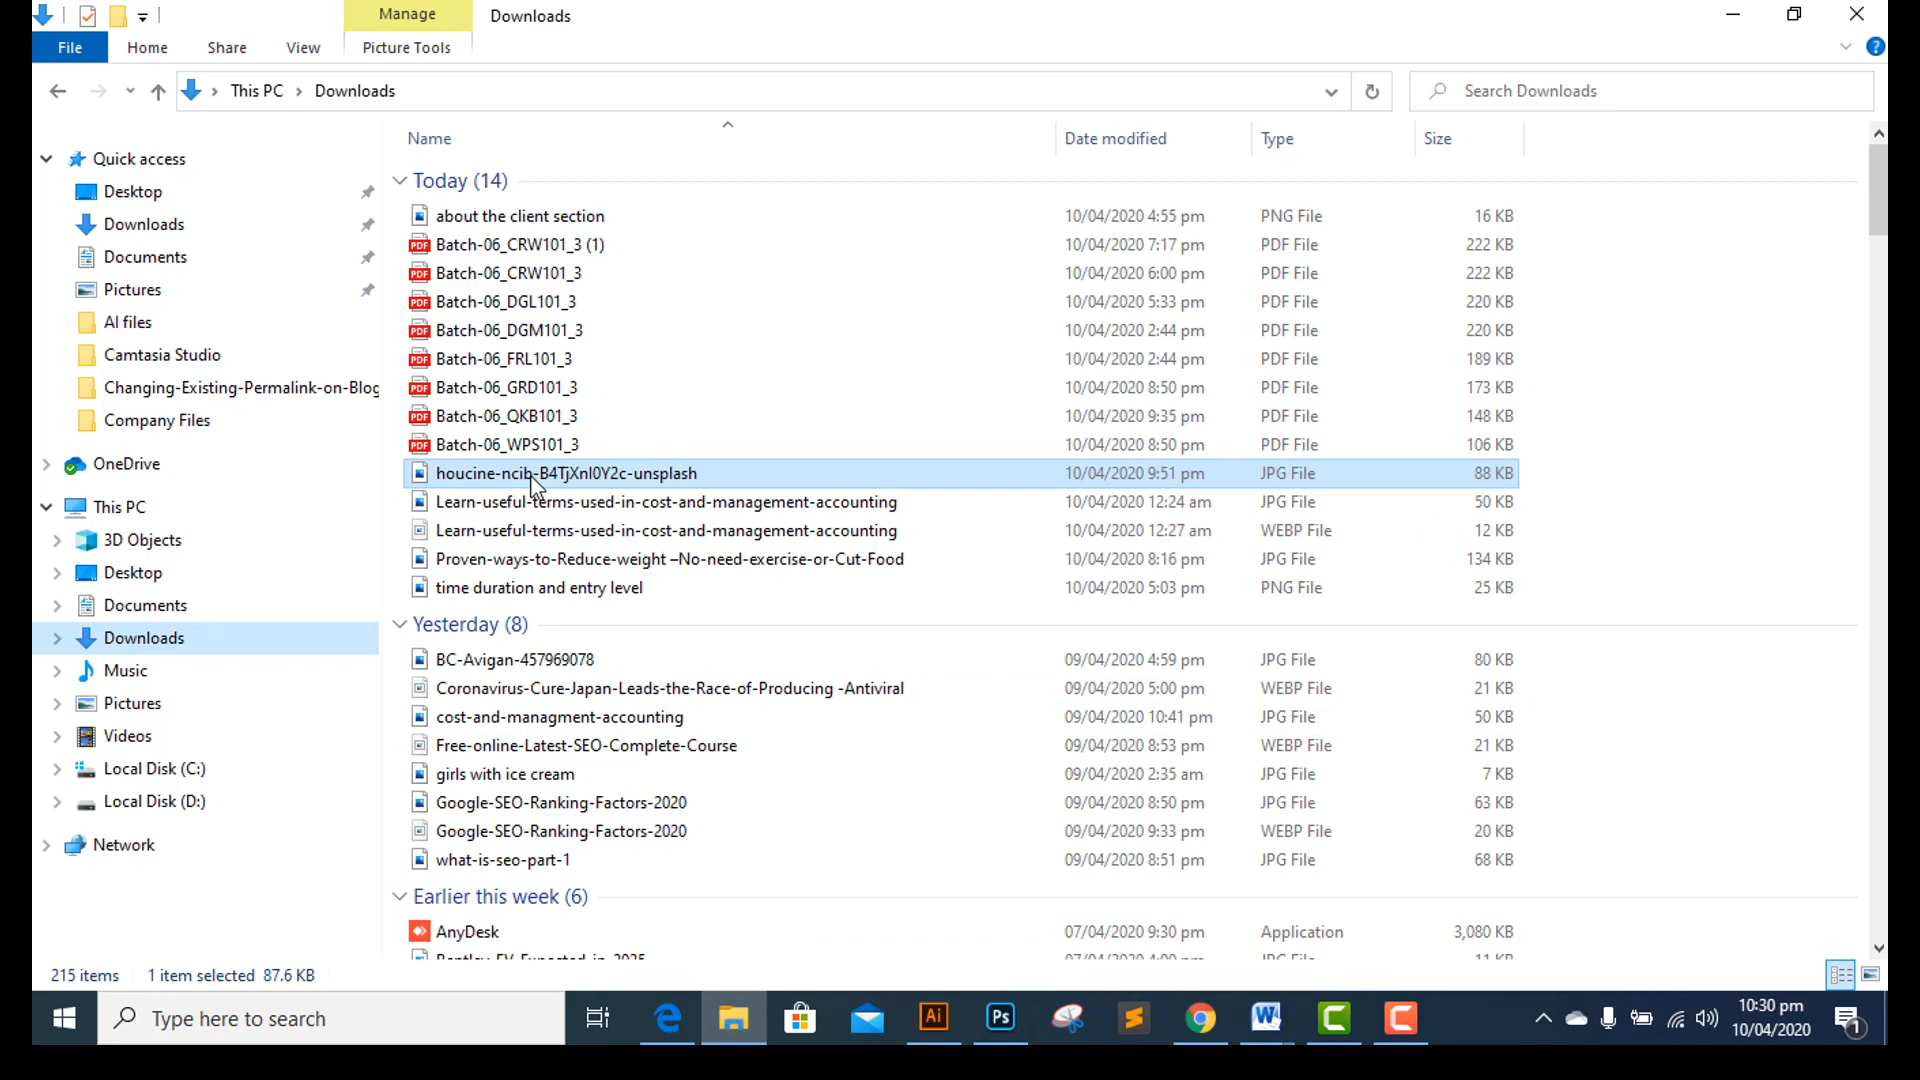 Manage
Downloads
File
Home
Share
View
Picture Tools
This PC
Downloads
Search Downloads
Name
Date modified
Type
Size
Quick access
Desktop
Downloads
Documents
Pictures
AI files
Camtasia Studio
Changing-Existing-Permalink-on-Blog
Company Files
OneDrive
This PC
3D Objects
Desktop
Documents
Downloads
Music
Pictures
Videos
Local Disk (C:)
Local Disk (D:)
Network
Today (14)
about the client section 10/04/2020 4:55 pm PNG File 16 KB
PDF Batch-06_CRW101_3 (1) 10/04/2020 7:17 pm PDF File 222 KB
PDF Batch-06_CRW101_3 10/04/2020 6:00 pm PDF File 222 KB
PDF Batch-06_DGL101_3 10/04/2020 5:33 pm PDF File 220 KB
PDF Batch-06_DGM101_3 10/04/2020 2:44 pm PDF File 220 KB
PDF Batch-06_FRL101_3 10/04/2020 2:44 pm PDF File 189 KB
PDF Batch-06_GRD101_3 10/04/2020 8:50 pm PDF File 173 KB
PDF Batch-06_QKB101_3 10/04/2020 9:35 pm PDF File 148 KB
PDF Batch-06_WPS101_3 10/04/2020 8:50 pm PDF File 106 KB
houcine-ncib-B4TjXnI0Y2c-unsplash 10/04/2020 9:51 pm JPG File 88 KB
Learn-useful-terms-used-in-cost-and-management-accounting 10/04/2020 12:24 am JPG File 50 KB
Learn-useful-terms-used-in-cost-and-management-accounting 10/04/2020 12:27 am WEBP File 12 KB
Proven-ways-to-Reduce-weight –No-need-exercise-or-Cut-Food 10/04/2020 8:16 pm JPG File 134 KB
time duration and entry level 10/04/2020 5:03 pm PNG File 25 KB
Yesterday (8)
BC-Avigan-457969078 09/04/2020 4:59 pm JPG File 80 KB
Coronavirus-Cure-Japan-Leads-the-Race-of-Producing -Antiviral 09/04/2020 5:00 pm WEBP File 21 KB
cost-and-managment-accounting 09/04/2020 10:41 pm JPG File 50 KB
Free-online-Latest-SEO-Complete-Course 09/04/2020 8:53 pm WEBP File 21 KB
girls with ice cream 09/04/2020 2:35 am JPG File 7 KB
Google-SEO-Ranking-Factors-2020 09/04/2020 8:50 pm JPG File 63 KB
Google-SEO-Ranking-Factors-2020 09/04/2020 9:33 pm WEBP File 20 KB
what-is-seo-part-1 09/04/2020 8:51 pm JPG File 68 KB
Earlier this week (6)
AnyDesk 07/04/2020 9:30 pm Application 3,080 KB
215 items 1 item selected 87.6 KB
Type here to search
Ai
Ps
10:30 pm
10/04/2020
1